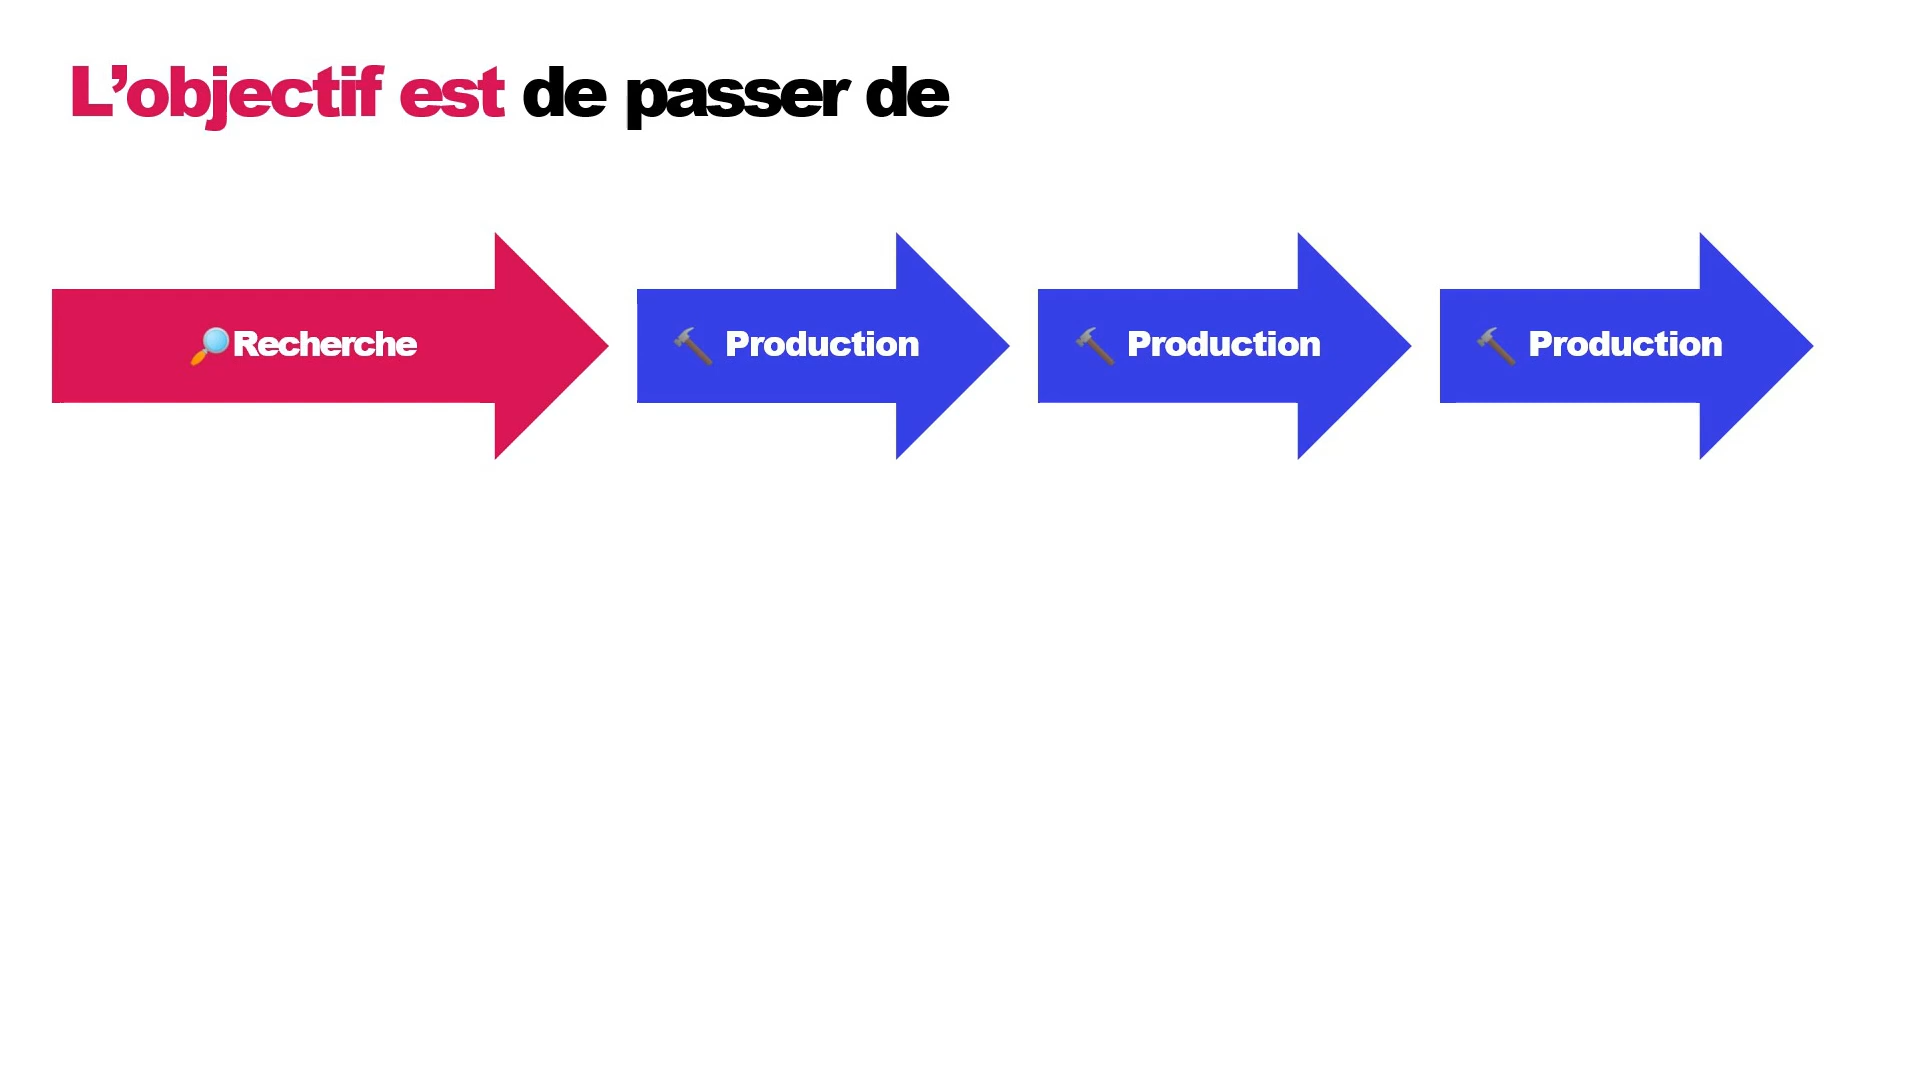 L’objectif est de passer de
🔎Recherche
🔨 Production
🔨 Production
🔨 Production